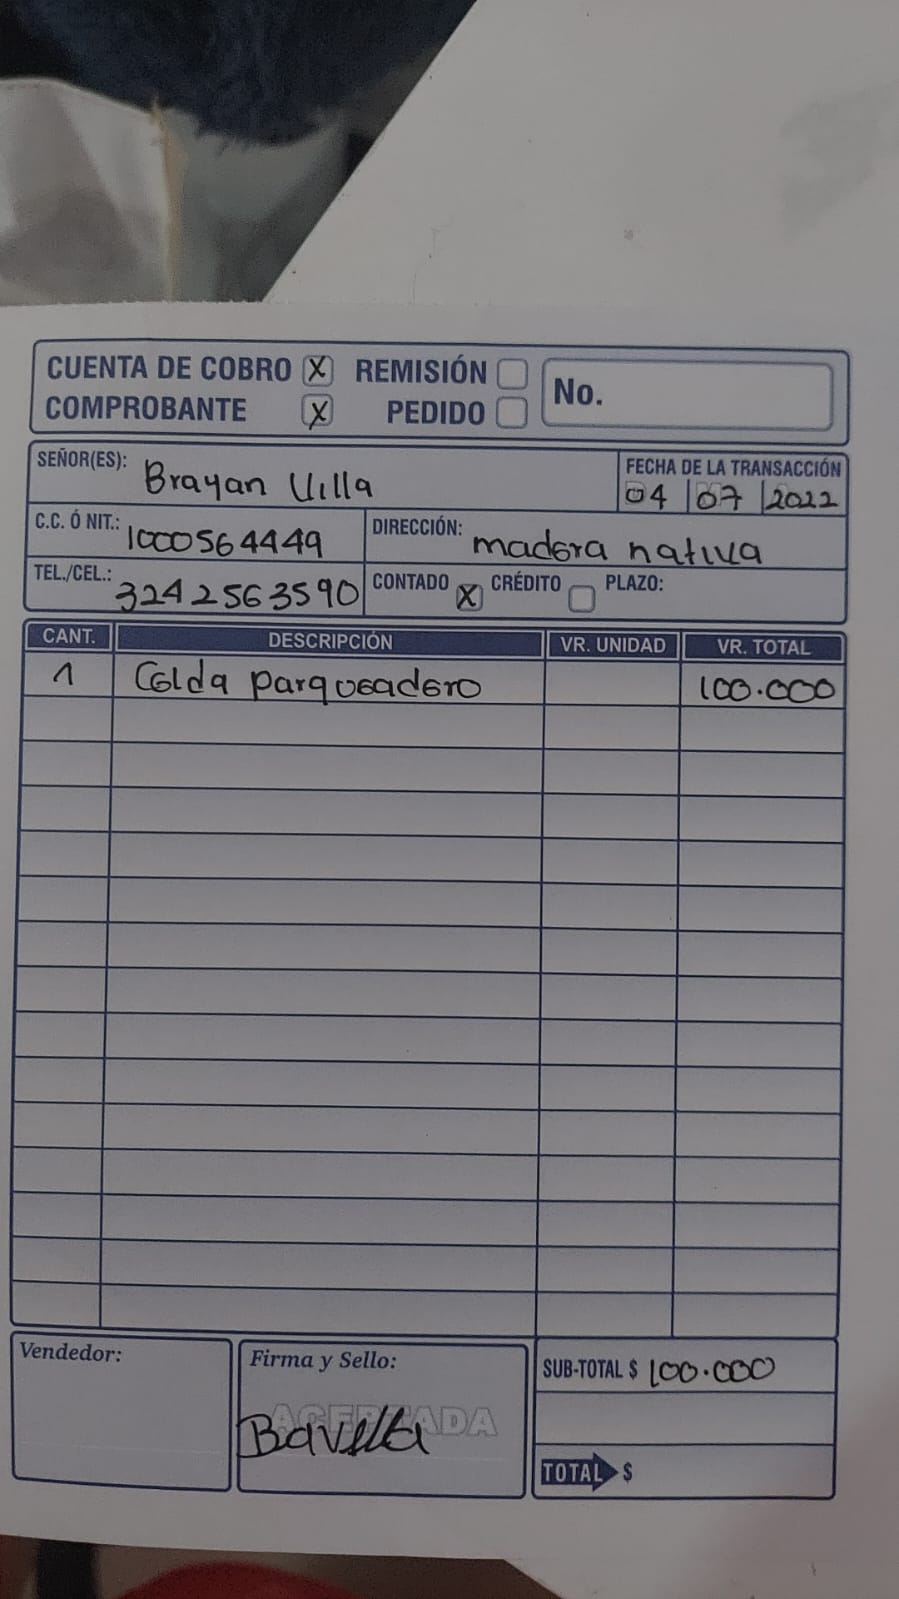 CUENTA DE COBRO X REMISIÓN
COMPROBANTE X PEDIDO
No.
SEÑOR(ES): Brayan Villa
FECHA DE LA TRANSACCIÓN
04 07 2022
C.C. Ó NIT.: 1000564449
DIRECCIÓN: madera nativa
TEL./CEL.: 3242563590
CONTADO X CRÉDITO PLAZO:
CANT. DESCRIPCIÓN VR. UNIDAD VR. TOTAL
1 Celda parqueadero 100.000
Vendedor:
Firma y Sello:
ACEPTADA
SUB-TOTAL $ 100.000
TOTAL $